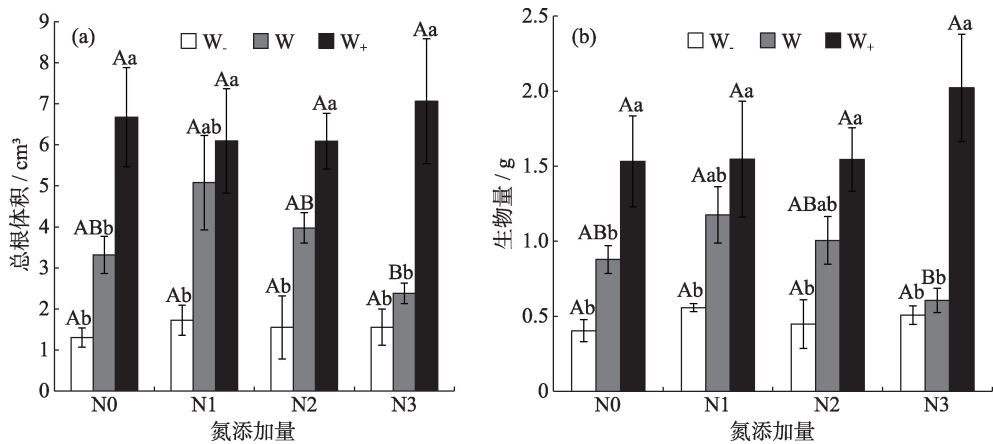 (a) W- W W+
总根体积 / cm³
9
8
7
6
5
4
3
2
1
0
Ab ABb Aa
Ab Aab Aa
Ab AB Aa
Ab Bb Aa
N0 N1 N2 N3
氮添加量
(b) W- W W+
生物量 / g
2.5
2.0
1.5
1.0
0.5
0
Ab ABb Aa
Ab Aab Aa
Ab ABab Aa
Ab Bb Aa
N0 N1 N2 N3
氮添加量